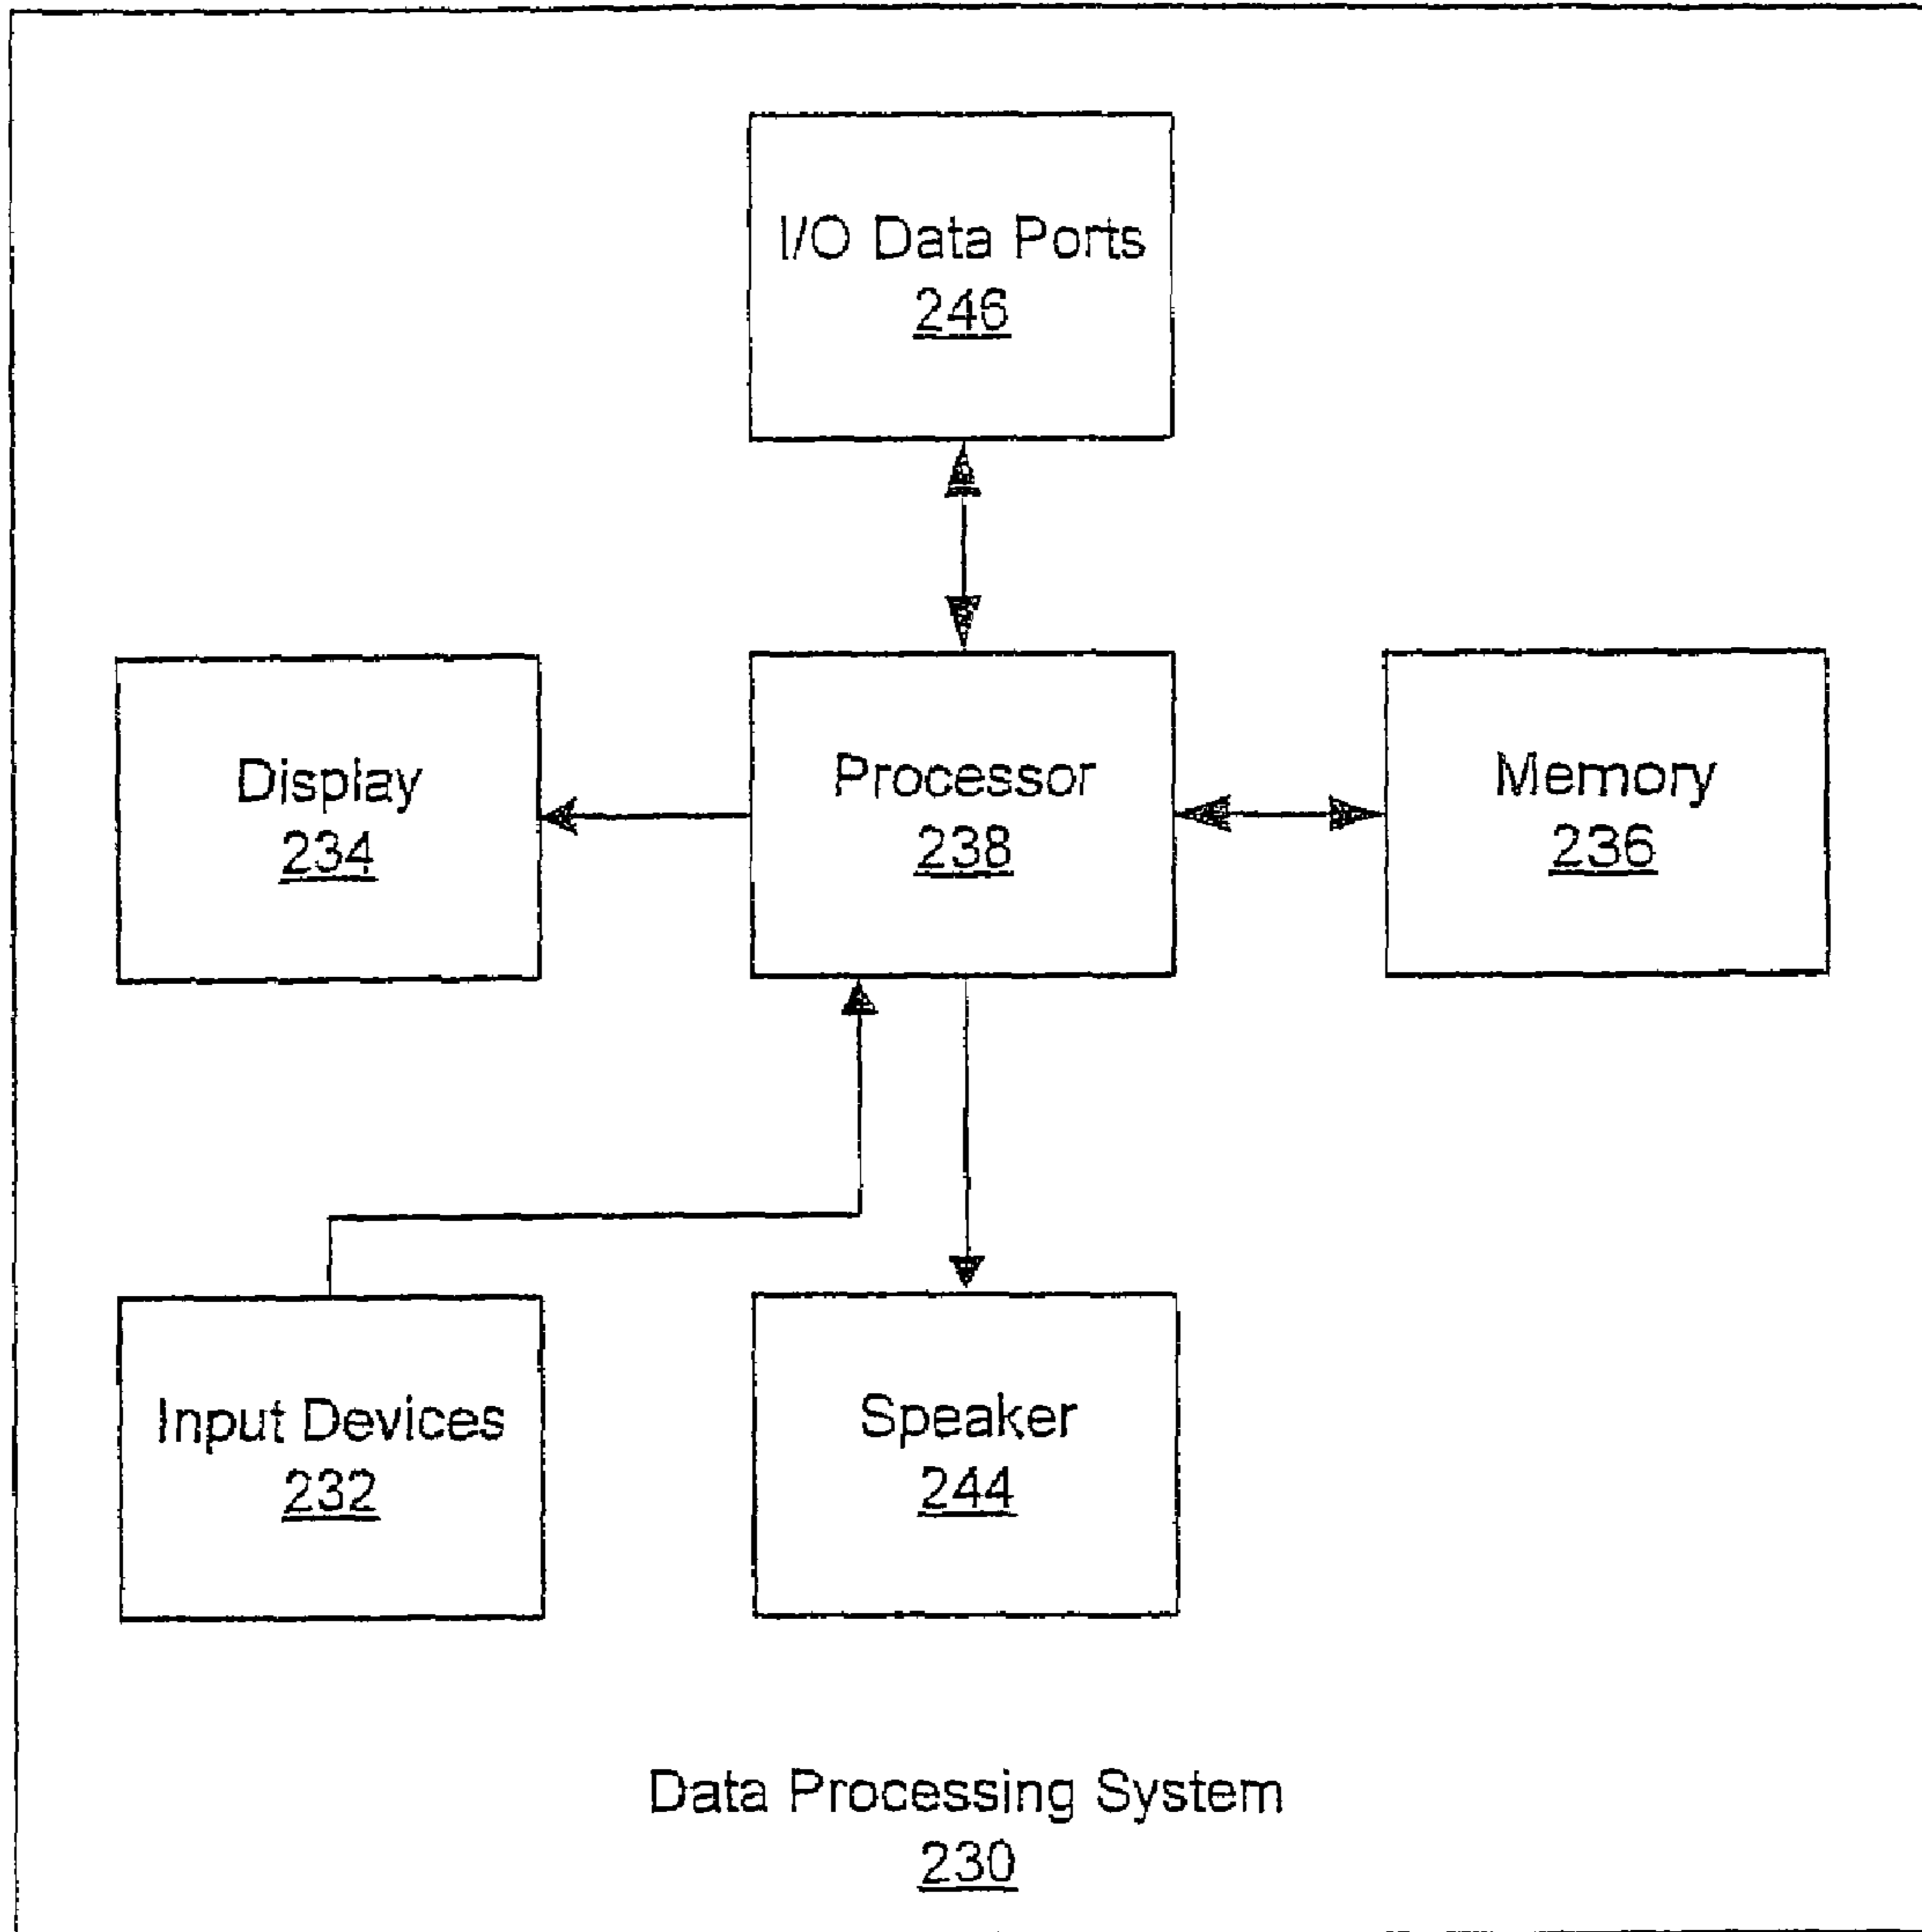 I/O Data Ports
246
Display
234
Processor
238
Memory
236
Input Devices
232
Speaker
244
Data Processing System
230